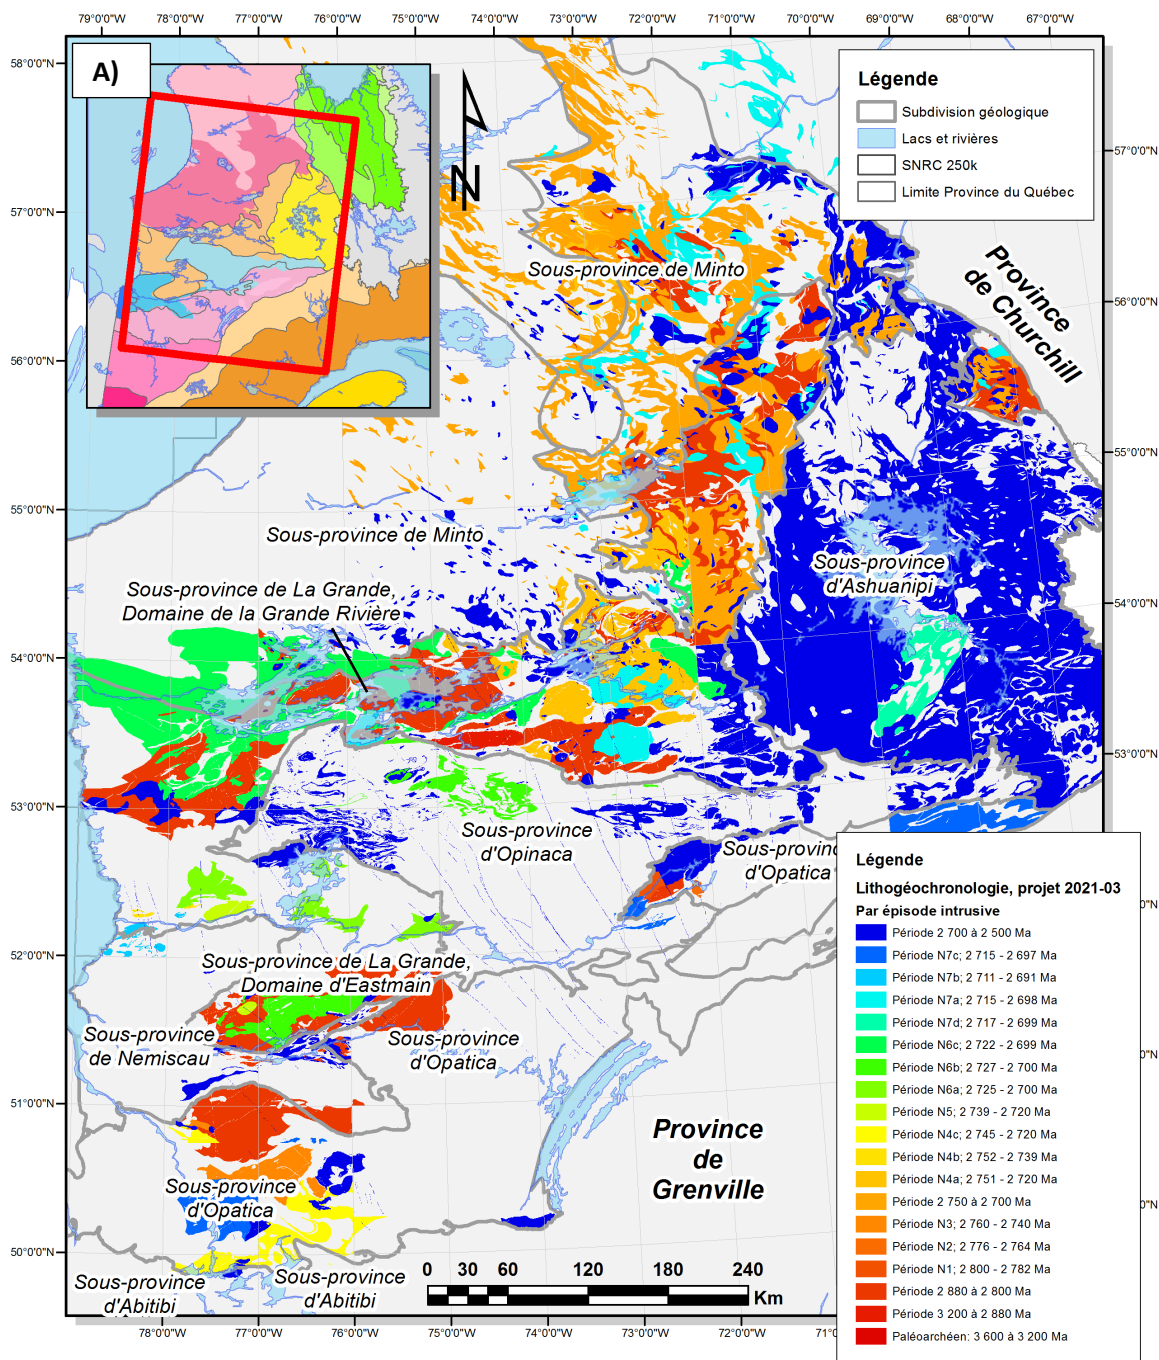 79°0'0"W 78°0'0"W 77°0'0"W 76°0'0"W 75°0'0"W 74°0'0"W 73°0'0"W 72°0'0"W 71°0'0"W 70°0'0"W 69°0'0"W 68°0'0"W 67°0'0"W
58°0'0"N
A)
N
Légende
Subdivision géologique
Lacs et rivières
SNRC 250k
Limite Province du Québec
57°0'0"N
57°0'0"N
Sous-province de Minto
Province
de Churchill
56°0'0"N
56°0'0"N
55°0'0"N
55°0'0"N
Sous-province de Minto
Sous-province
d'Ashuanipi
Sous-province de La Grande,
Domaine de la Grande Rivière
54°0'0"N
54°0'0"N
53°0'0"N
53°0'0"N
Sous-province
d'Opinaca
Sous-provinc
d'Opatica
52°0'0"N
Sous-province de La Grande,
Domaine d'Eastmain
Sous-province
de Nemiscau
Sous-province
d'Opatica
51°0'0"N
Province
de
Grenville
Sous-province
d'Opatica
50°0'0"N
Sous-province
d'Abitibi
Sous-province
d'Abitibi
0 30 60 120 180 240
Km
78°0'0"W 77°0'0"W 76°0'0"W 75°0'0"W 74°0'0"W 73°0'0"W 72°0'0"W 71°0
0"N
0"N
0"N
Légende
Lithogéochronologie, projet 2021-03
Par épisode intrusive
Période 2 700 à 2 500 Ma
Période N7c; 2 715 - 2 697 Ma
Période N7b; 2 711 - 2 691 Ma
Période N7a; 2 715 - 2 698 Ma
Période N7d; 2 717 - 2 699 Ma
Période N6c; 2 722 - 2 699 Ma
Période N6b; 2 727 - 2 700 Ma
Période N6a; 2 725 - 2 700 Ma
Période N5; 2 739 - 2 720 Ma
Période N4c; 2 745 - 2 720 Ma
Période N4b; 2 752 - 2 739 Ma
Période N4a; 2 751 - 2 720 Ma
Période 2 750 à 2 700 Ma
Période N3; 2 760 - 2 740 Ma
Période N2; 2 776 - 2 764 Ma
Période N1; 2 800 - 2 782 Ma
Période 2 880 à 2 800 Ma
Période 3 200 à 2 880 Ma
Paléoarchéen: 3 600 à 3 200 Ma